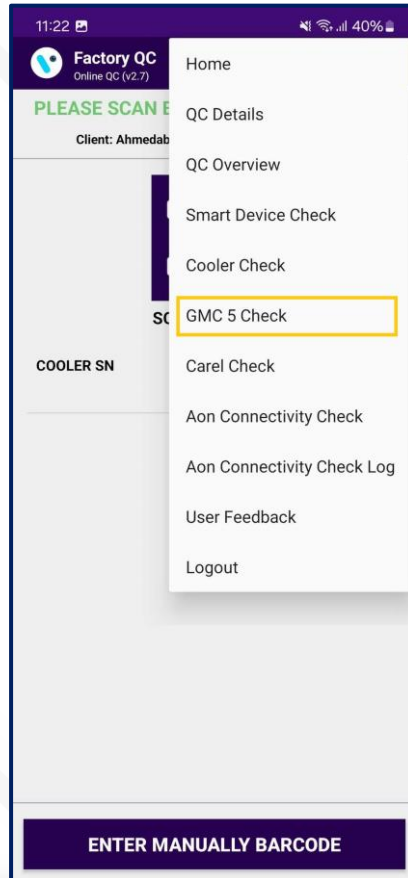 11:22 40%
Factory QC
Online QC (v2.7)
PLEASE SCAN
Client: Ahmedab
COOLER SN
Home
QC Details
QC Overview
Smart Device Check
Cooler Check
GMC 5 Check
Carel Check
Aon Connectivity Check
Aon Connectivity Check Log
User Feedback
Logout
ENTER MANUALLY BARCODE